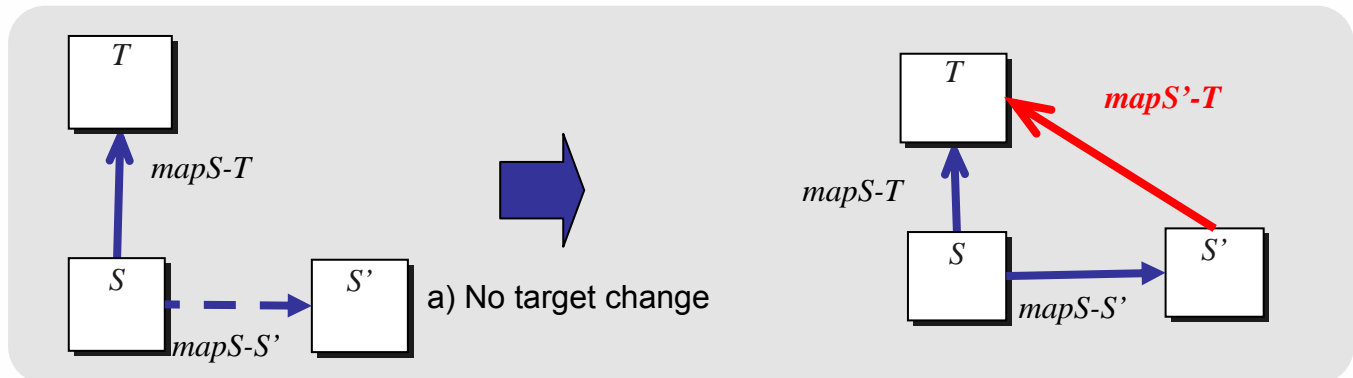 T
mapS-T
S
S’
a) No target change
mapS-S’
T
mapS’-T
mapS-T
S
S’
mapS-S’